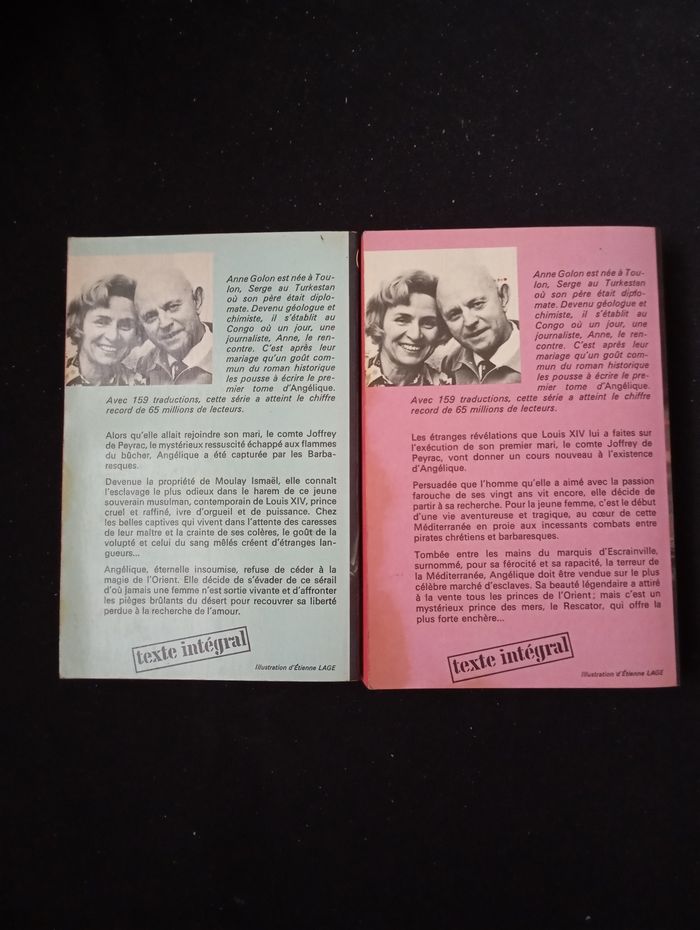 Anne Golon est née à Tou-
lon, Serge au Turkestan
où son père était diplo-
mate. Devenu géologue et
chimiste, il s'établit au
Congo où un jour, une
journaliste, Anne, le ren-
contre. C'est après leur
mariage qu'un goût com-
mun du roman historique
les pousse à écrire le pre-
mier tome d'Angélique.
Avec 159 traductions, cette série a atteint le chiffre
record de 65 millions de lecteurs.
Alors qu'elle allait rejoindre son mari, le comte Joffrey
de Peyrac, le mystérieux ressuscité échappé aux flammes
du bûcher, Angélique a été capturée par les Barba-
resques.
Devenue la propriété de Moulay Ismaël, elle connaît
l'esclavage le plus odieux dans le harem de ce jeune
souverain musulman, contemporain de Louis XIV, prince
cruel et raffiné, ivre d'orgueil et de puissance. Chez
les belles captives qui vivent dans l'attente des caresses
de leur maître et la crainte de ses colères, le goût de la
volupté et celui du sang mêlés créent d'étranges lan-
gueurs...
Angélique, éternelle insoumise, refuse de céder à la
magie de l'Orient. Elle décide de s'évader de ce sérail
d'où jamais une femme n'est sortie vivante et d'affronter
les pièges brûlants du désert pour recouvrer sa liberté
perdue à la recherche de l'amour.
texte intégral
Illustration d'Étienne LAGE
Anne Golon est née à Tou-
lon, Serge au Turkestan
où son père était diplo-
mate. Devenu géologue et
chimiste, il s'établit au
Congo où un jour, une
journaliste, Anne, le ren-
contre. C'est après leur
mariage qu'un goût com-
mun du roman historique
les pousse à écrire le pre-
mier tome d'Angélique.
Avec 159 traductions, cette série a atteint le chiffre
record de 65 millions de lecteurs.
Les étranges révélations que Louis XIV lui a faites sur
l'exécution de son premier mari, le comte Joffrey de
Peyrac, vont donner un cours nouveau à l'existence
d'Angélique.
Persuadée que l'homme qu'elle a aimé avec la passion
farouche de ses vingt ans vit encore, elle décide de
partir à sa recherche. Pour la jeune femme, c'est le début
d'une vie aventureuse et tragique, au cœur de cette
Méditerranée en proie aux incessants combats entre
pirates chrétiens et barbaresques.
Tombée entre les mains du marquis d'Escrainville,
surnommé, pour sa férocité et sa rapacité, la terreur de
la Méditerranée, Angélique doit être vendue sur le plus
célèbre marché d'esclaves. Sa beauté légendaire a attiré
à la vente tous les princes de l'Orient; mais c'est un
mystérieux prince des mers, le Rescator, qui offre la
plus forte enchère...
texte intégral
Illustration d'Étienne LAGE